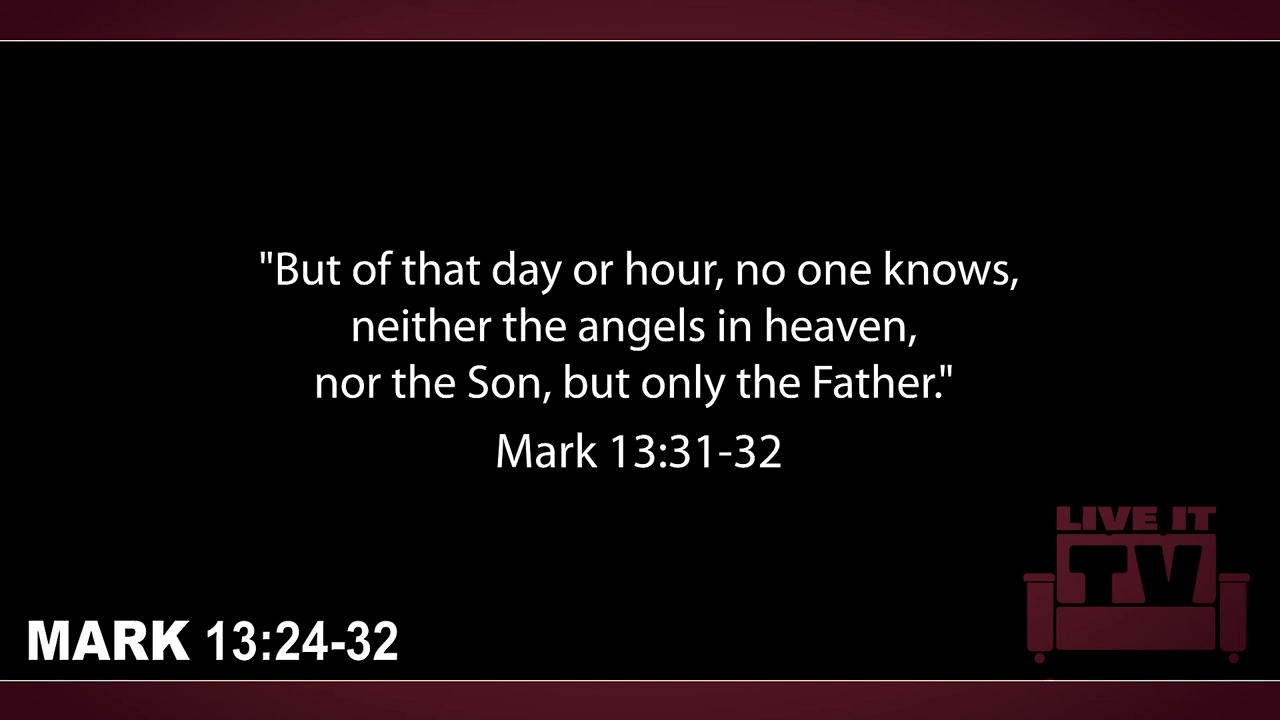 "But of that day or hour, no one knows,
neither the angels in heaven,
nor the Son, but only the Father."
Mark 13:31-32
LIVE IT
TV
MARK 13:24-32